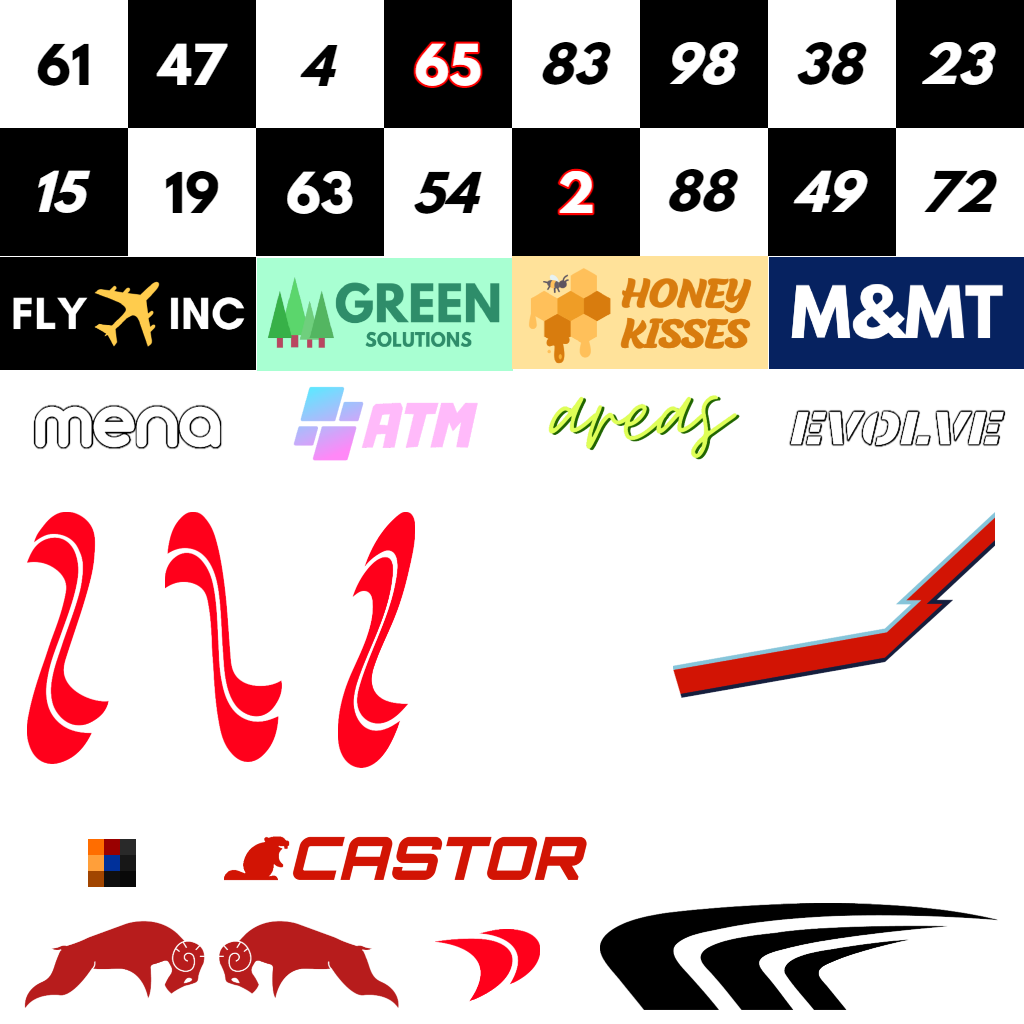 61 47 4 65 83 98 38 23
15 19 63 54 2 88 49 72
FLY INC
GREEN
SOLUTIONS
HONEY
KISSES
M&MT
mena
ATM
dreds
EVOLVE
CASTOR